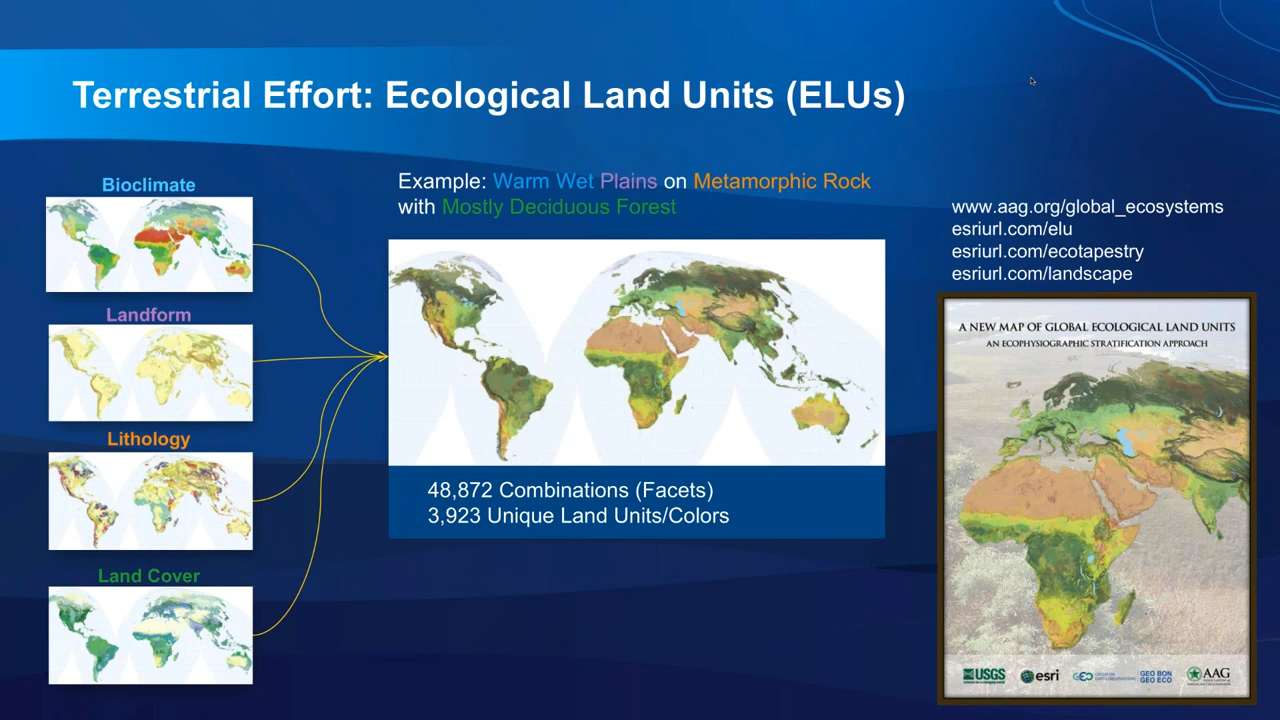 Terrestrial Effort: Ecological Land Units (ELUs)
Bioclimate
Landform
Lithology
Land Cover
Example: Warm Wet Plains on Metamorphic Rock
with Mostly Deciduous Forest
48,872 Combinations (Facets)
3,923 Unique Land Units/Colors
www.aag.org/global_ecosystems
esriurl.com/elu
esriurl.com/ecotapestry
esriurl.com/landscape
A NEW MAP OF GLOBAL ECOLOGICAL LAND UNITS
AN ECOPHYSIOGRAPHIC STRATIFICATION APPROACH
USGS
esri
GEO
GEO BON
GEO ECO
AAG